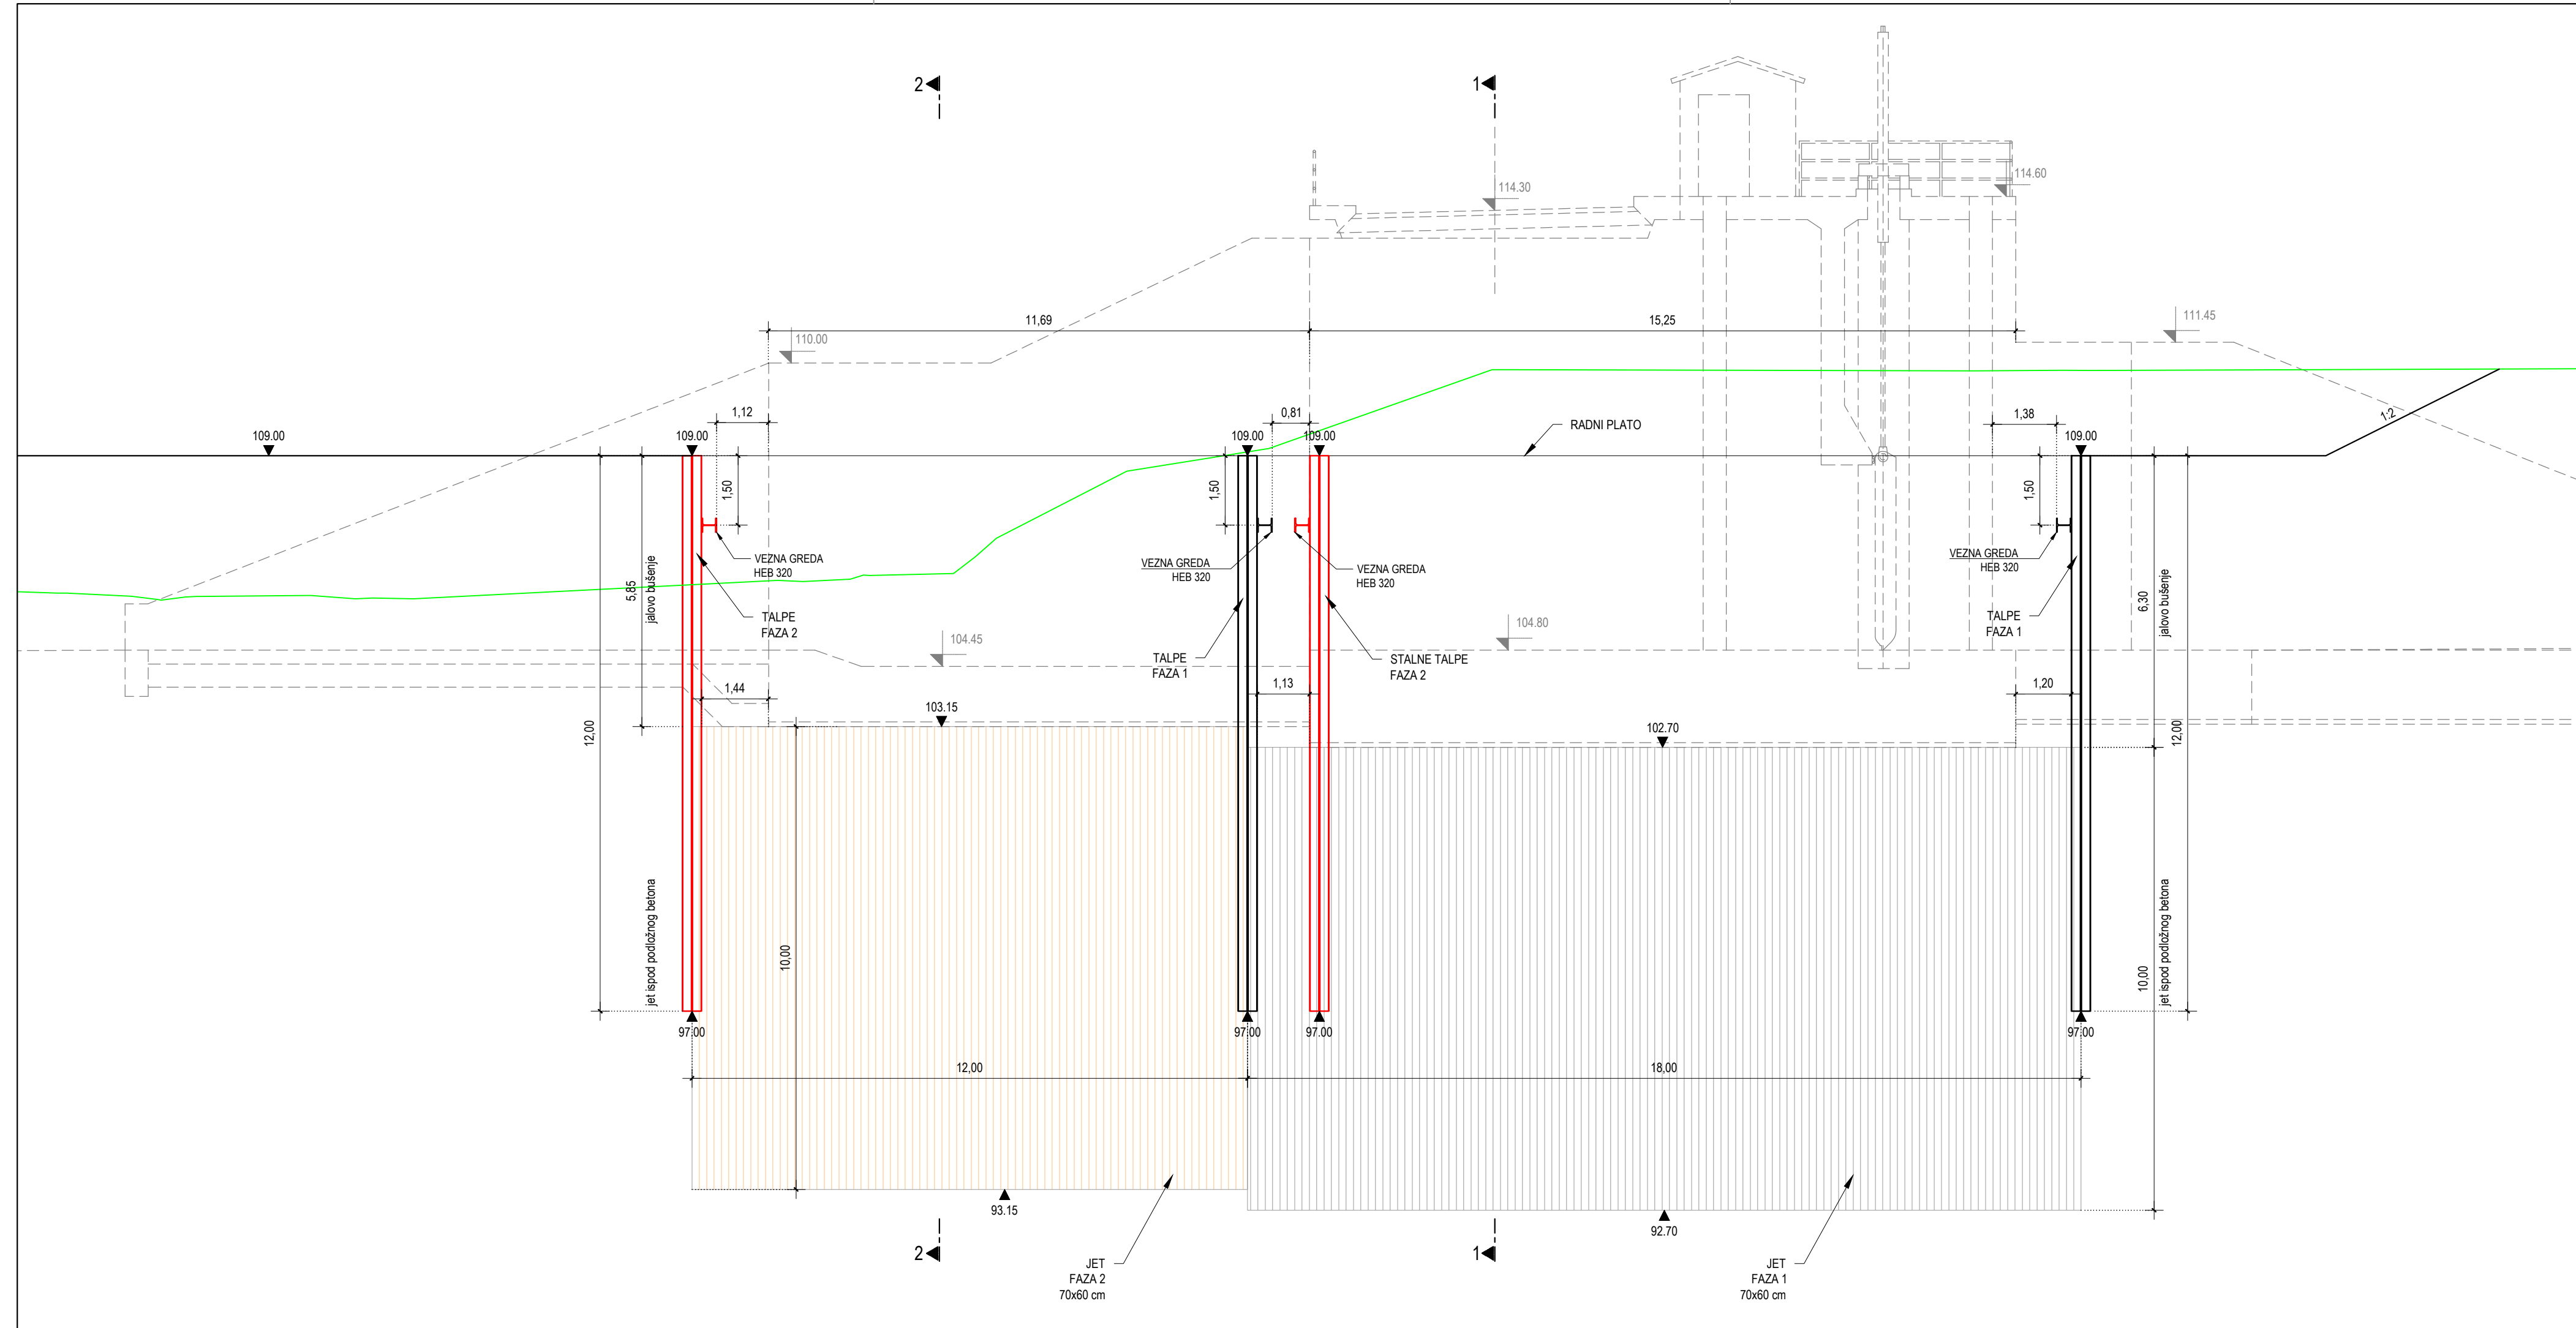 2
1
114.30
114.60
11,69
15,25
111.45
110.00
1,12
0,81
1,38
1:2
RADNI PLATO
109.00
109.00
109.00
109.00
109.00
1,50
1,50
1,50
VEZNA GREDA
HEB 320
VEZNA GREDA
HEB 320
VEZNA GREDA
HEB 320
VEZNA GREDA
HEB 320
5,85
jalovo bušenje
6,30
jalovo bušenje
TALPE
FAZA 2
TALPE
FAZA 1
104.45
104.80
TALPE
FAZA 1
STALNE TALPE
FAZA 2
1,44
1,13
1,20
103.15
102.70
12,00
12,00
jet ispod podložnog betona
10,00
10,00
jet ispod podložnog betona
97.00
97.00
97.00
97.00
12,00
18,00
93.15
92.70
2
1
JET
FAZA 2
70x60 cm
JET
FAZA 1
70x60 cm